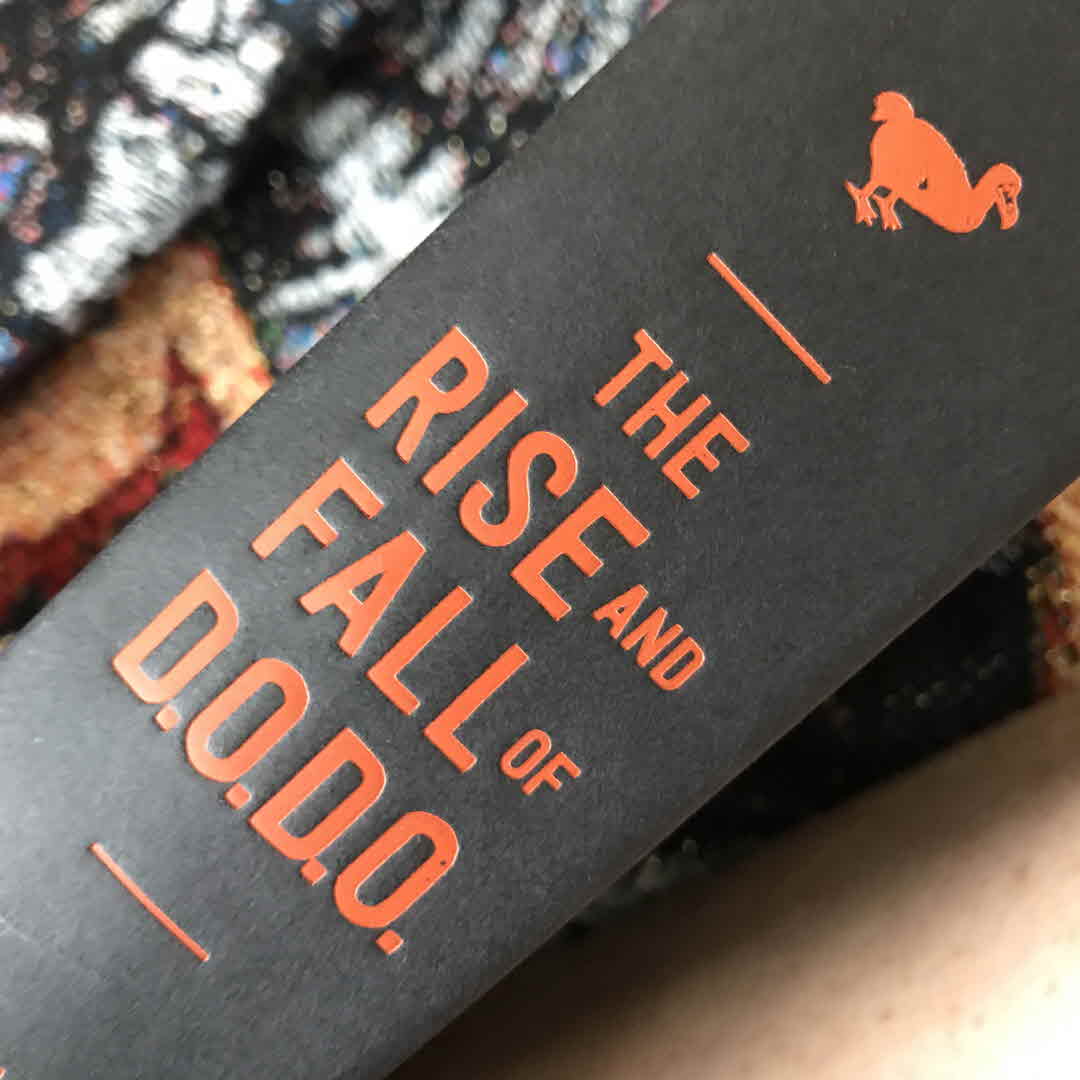 THE
RISE AND
FALL OF
D.O.D.O.